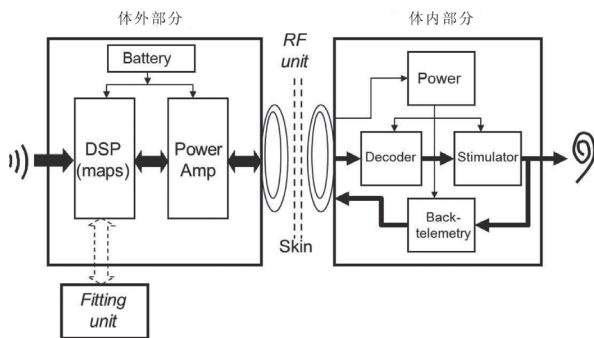 体外部分
体内部分
RF
unit
Battery
DSP
(maps)
Power
Amp
Power
Decoder
Stimulator
Back-
telemetry
Skin
Fitting
unit